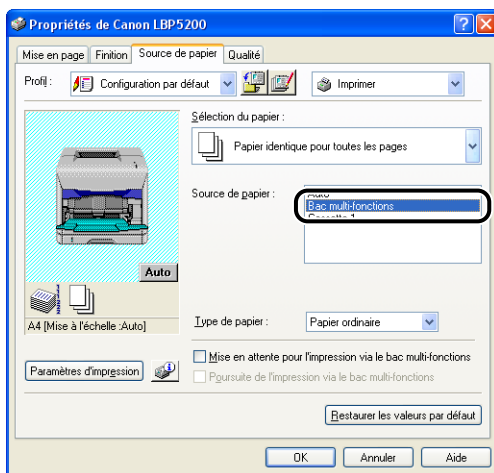 Propriétés de Canon LBP5200
Mise en page Finition Source de papier Qualité
Profil : Configuration par défaut Imprimer
Sélection du papier :
Papier identique pour toutes les pages
Source de papier : Auto
Bac multi-fonctions
Cassette 1
Auto
A4 [Mise à l'échelle :Auto]
Type de papier : Papier ordinaire
Mise en attente pour l'impression via le bac multi-fonctions
Paramètres d'impression Poursuite de l'impression via le bac multi-fonctions
Restaurer les valeurs par défaut
OK Annuler Aide